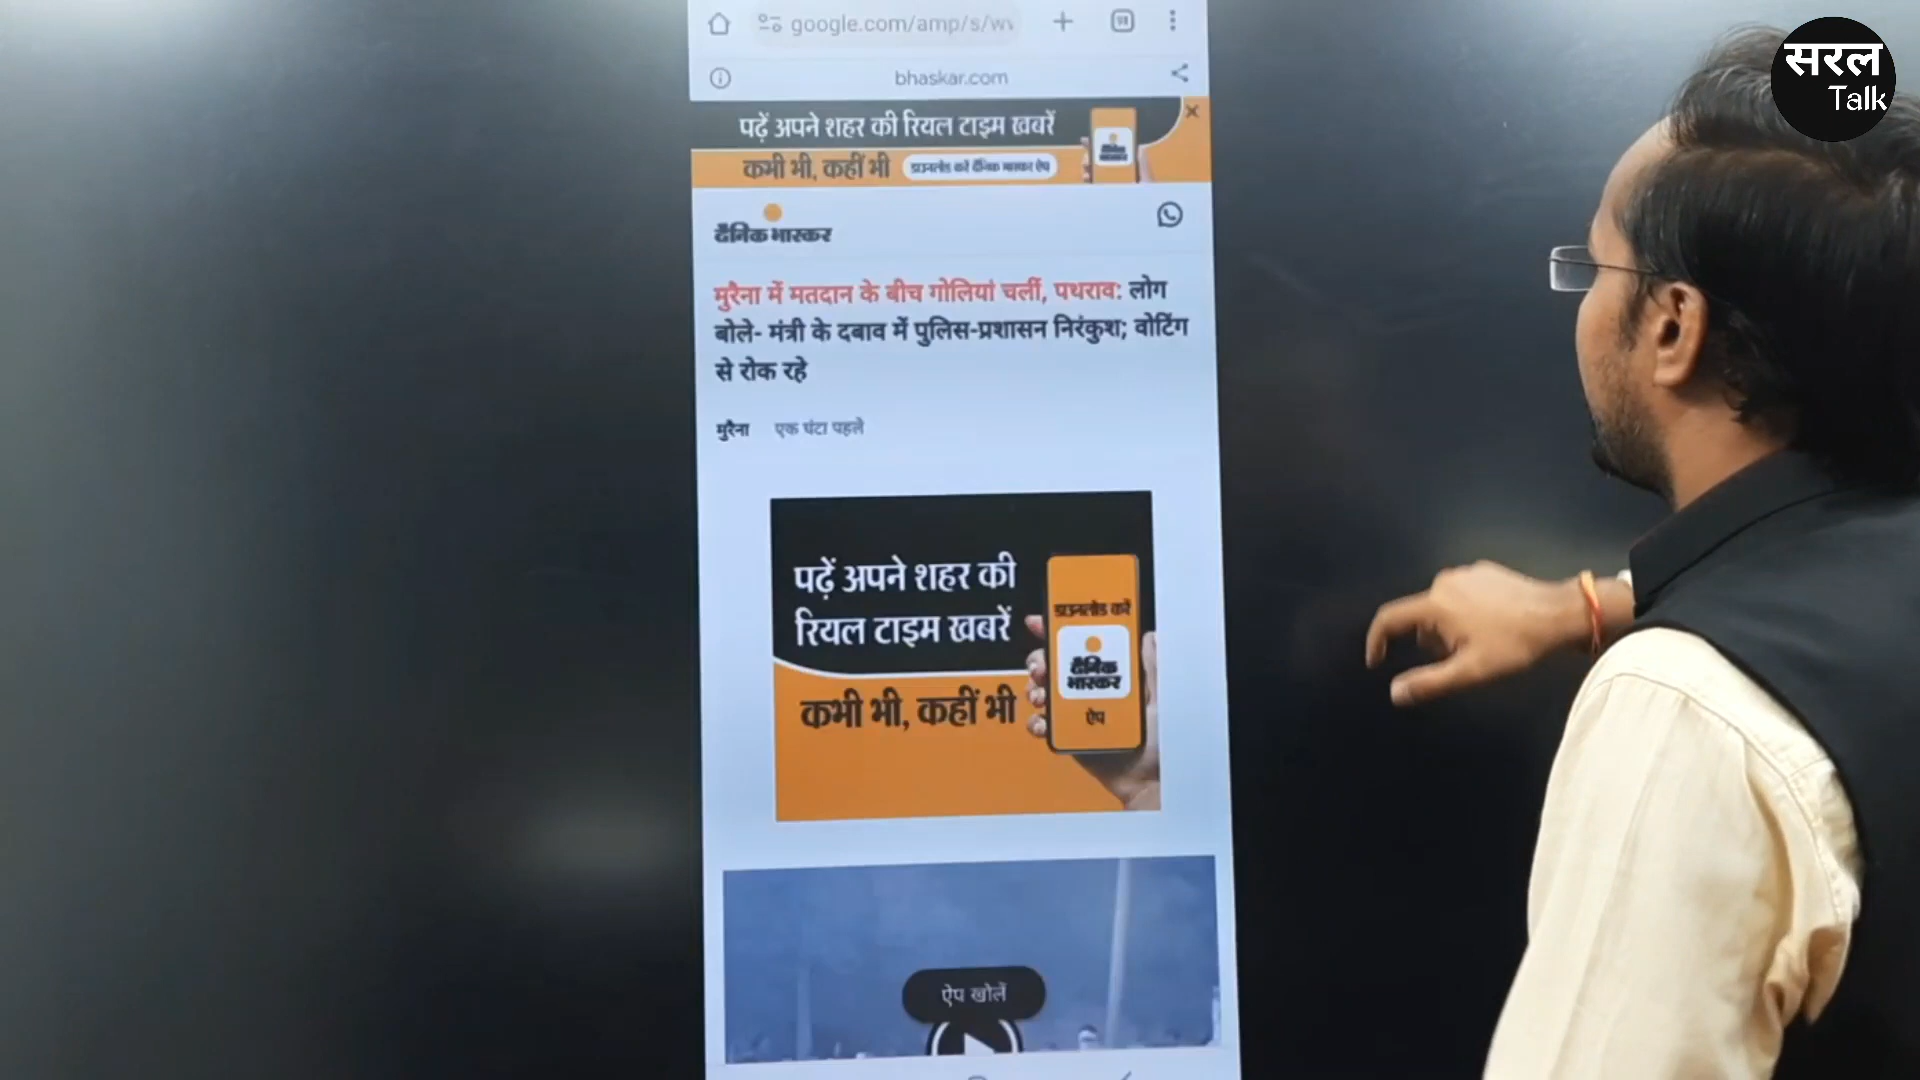 सरल
Talk
google.com/amp/s/wv
98
bhaskar.com
पढ़ें अपने शहर की रियल टाइम खबरें
कभी भी, कहीं भी डाउनलोड करें दैनिक भास्कर ऐप
दैनिक भास्कर
मुरैना में मतदान के बीच गोलियां चलीं, पथराव: लोग
बोले- मंत्री के दबाव में पुलिस-प्रशासन निरंकुश; वोटिंग
से रोक रहे
मुरैना एक घंटा पहले
पढ़ें अपने शहर की
रियल टाइम खबरें
कभी भी, कहीं भी
डाउनलोड करें
दैनिक
भास्कर
ऐप
ऐप खोलें